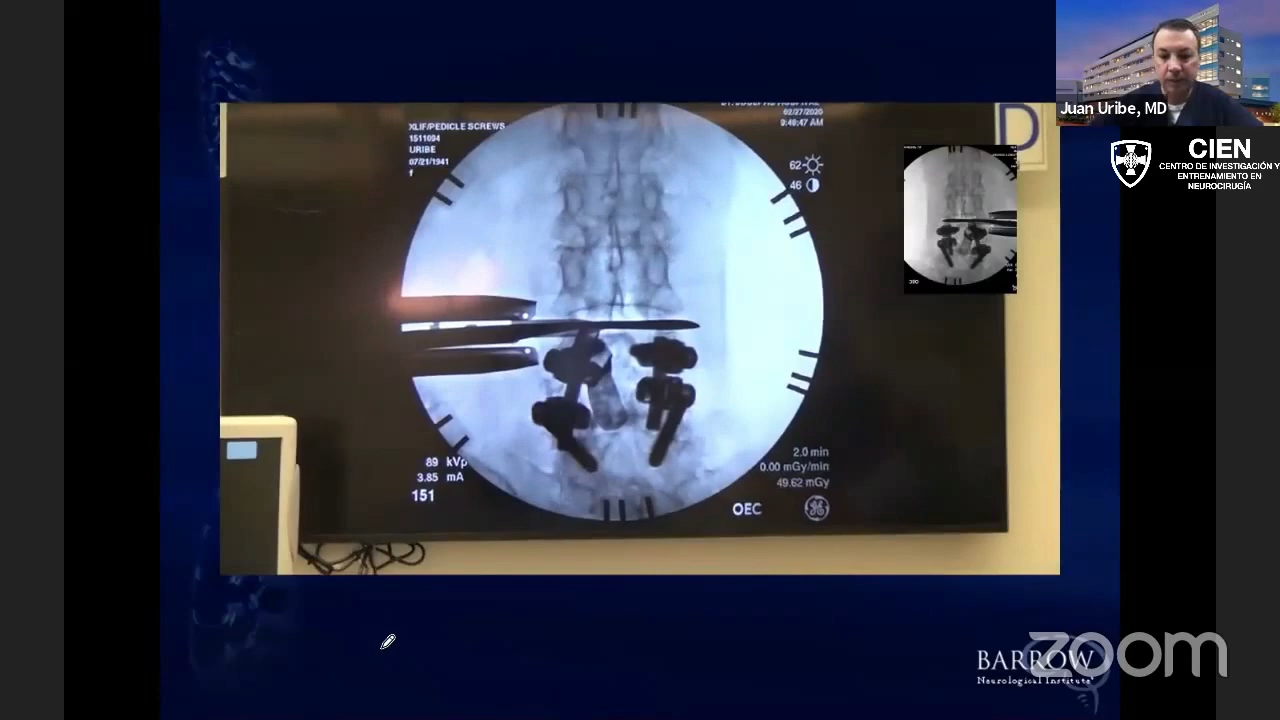 Juan Uribe, MD
CIEN
CENTRO DE INVESTIGACIÓN Y
ENTRENAMIENTO EN
NEUROCIRUGÍA
D
XLIF/PEDICLE SCREWS
1511094
URIBE
07/21/1941
f
02/27/2020
9:46:47 AM
62
46
89 kVp
3.85 mA
151
2.0 min
0.00 mGy/min
49.62 mGy
OEC
BARROW
Neurological Institute
zoom